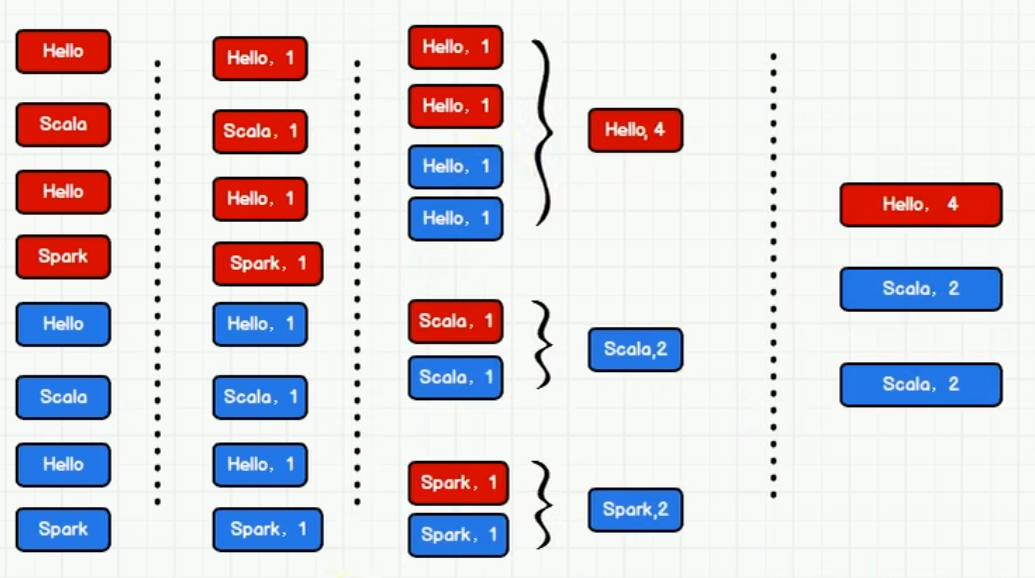 Hello
Scala
Hello
Spark
Hello
Scala
Hello
Spark
Hello, 1
Scala, 1
Hello, 1
Spark, 1
Hello, 1
Scala, 1
Hello, 1
Spark, 1
Hello, 1
Hello, 1
Hello, 1
Hello, 1
Scala, 1
Scala, 1
Spark, 1
Spark, 1
Hello, 4
Scala,2
Spark,2
Hello, 4
Scala, 2
Scala, 2